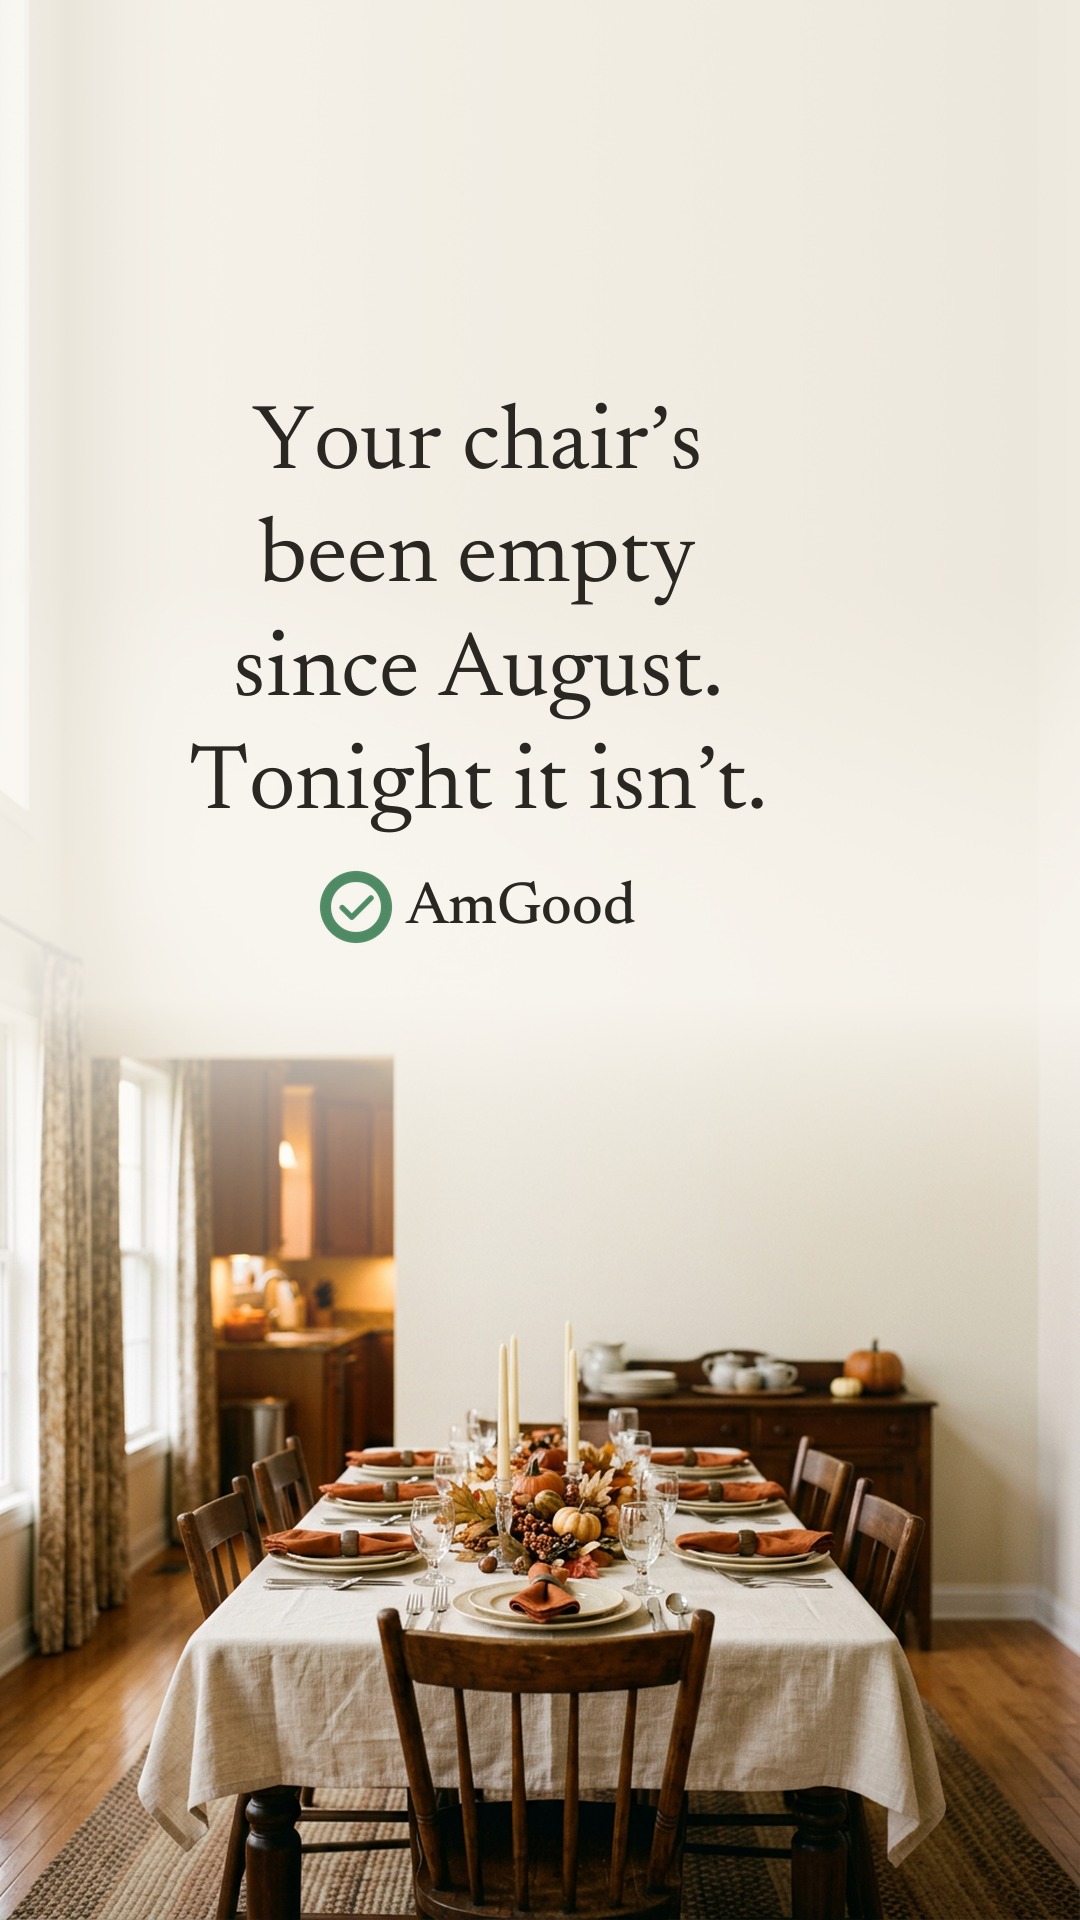 Your chair’s
been empty
since August.
Tonight it isn’t.
AmGood